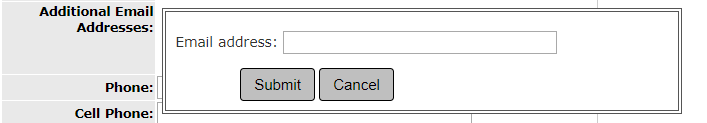 Additional Email
Addresses:
Email address:
Submit Cancel
Phone:
Cell Phone: